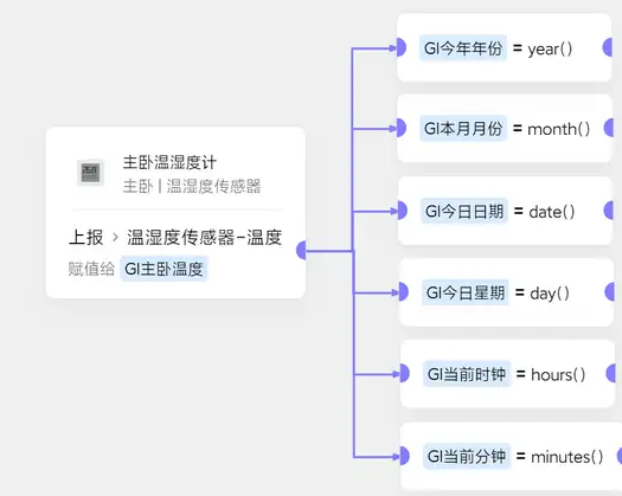 主卧温湿度计
主卧 | 温湿度传感器
上报 > 温湿度传感器-温度
赋值给 GI主卧温度
GI今年年份 = year()
GI本月月份 = month()
GI今日日期 = date()
GI今日星期 = day()
GI当前时钟 = hours()
GI当前分钟 = minutes()